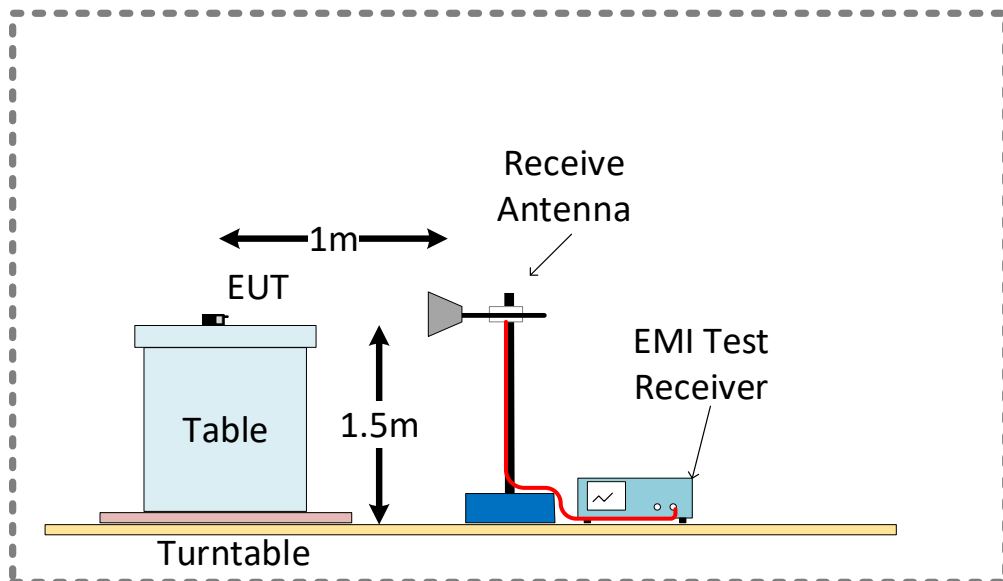 Receive
Antenna
1m
EUT
EMI Test
Receiver
Table
1.5m
Turntable